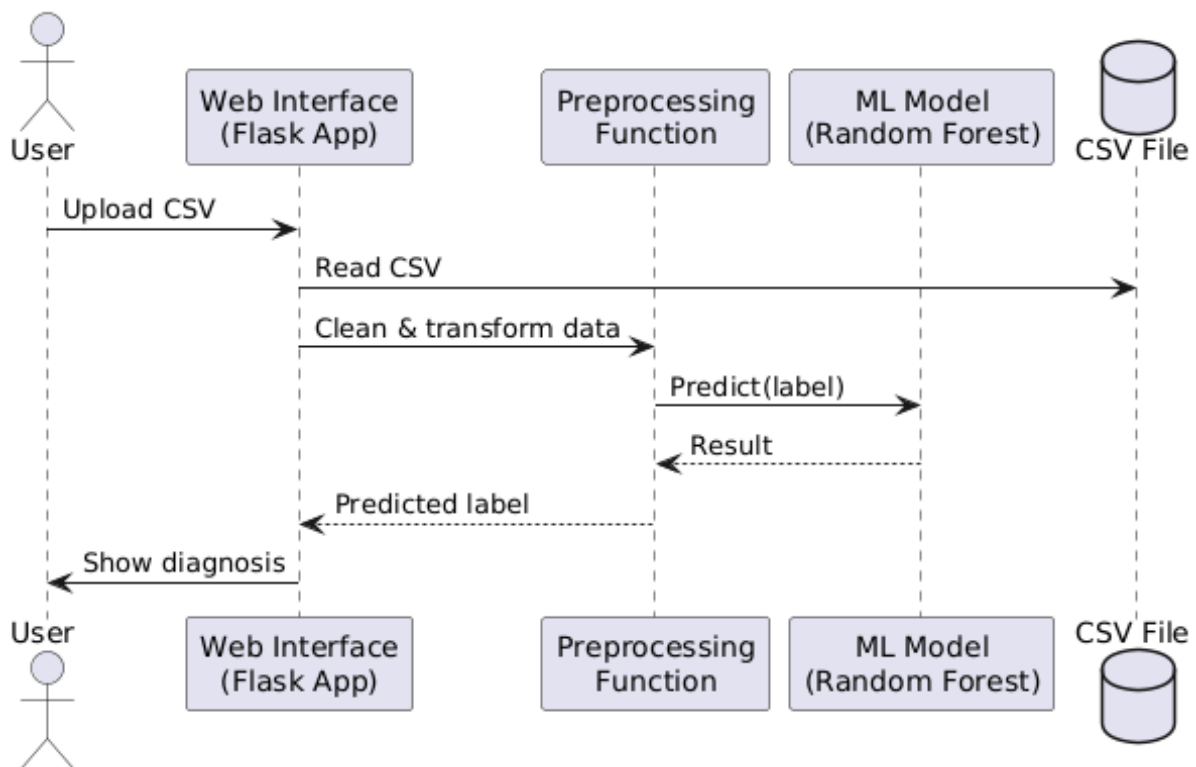 User
Web Interface
(Flask App)
Preprocessing
Function
ML Model
(Random Forest)
CSV File
Upload CSV
Read CSV
Clean & transform data
Predict(label)
Result
Predicted label
Show diagnosis
User
Web Interface
(Flask App)
Preprocessing
Function
ML Model
(Random Forest)
CSV File